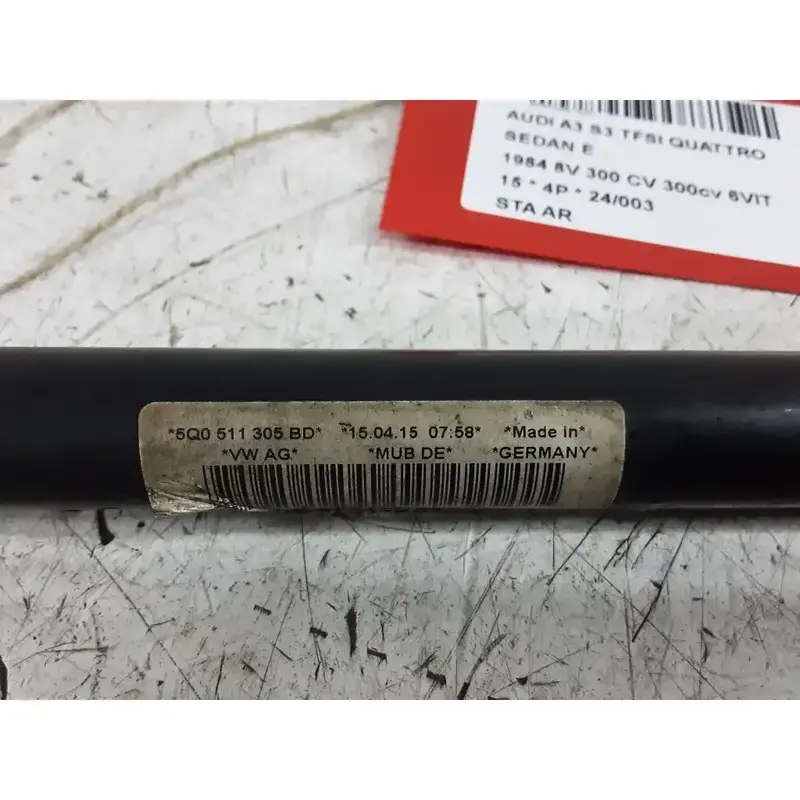 AUDI A3 S3 TFSI QUATTRO
SEDAN E
1984 8V 300 CV 300cv 6VIT
15 * 4P * 24/003
STA AR
*5Q0 511 305 BD* *15.04.15 07:58* *Made in*
*VW AG* *MUB DE* *GERMANY*